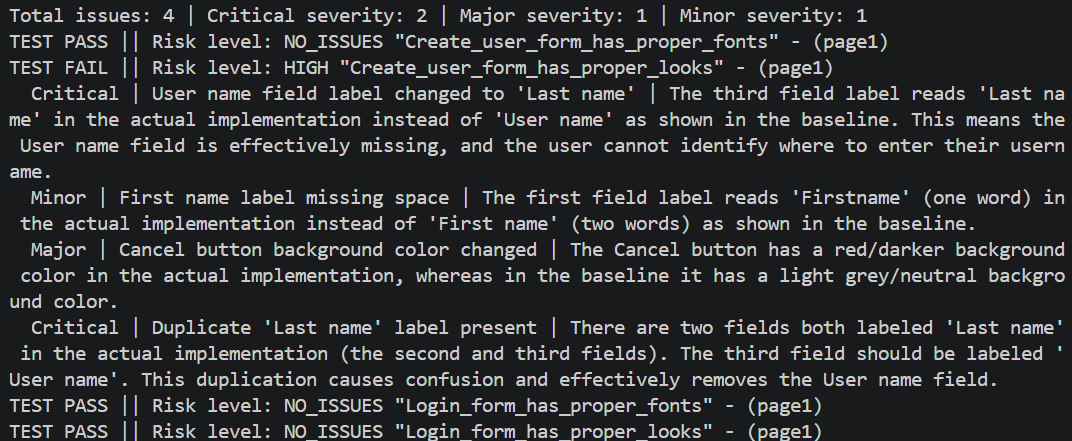 Total issues: 4 | Critical severity: 2 | Major severity: 1 | Minor severity: 1
TEST PASS || Risk level: NO_ISSUES "Create_user_form_has_proper_fonts" - (page1)
TEST FAIL || Risk level: HIGH "Create_user_form_has_proper_looks" - (page1)
  Critical | User name field label changed to 'Last name' | The third field label reads 'Last na
me' in the actual implementation instead of 'User name' as shown in the baseline. This means the
 User name field is effectively missing, and the user cannot identify where to enter their usern
ame.
  Minor | First name label missing space | The first field label reads 'Firstname' (one word) in
 the actual implementation instead of 'First name' (two words) as shown in the baseline.
  Major | Cancel button background color changed | The Cancel button has a red/darker background
 color in the actual implementation, whereas in the baseline it has a light grey/neutral backgro
und color.
  Critical | Duplicate 'Last name' label present | There are two fields both labeled 'Last name'
 in the actual implementation (the second and third fields). The third field should be labeled '
User name'. This duplication causes confusion and effectively removes the User name field.
TEST PASS || Risk level: NO_ISSUES "Login_form_has_proper_fonts" - (page1)
TEST PASS || Risk level: NO_ISSUES "Login_form_has_proper_looks" - (page1)